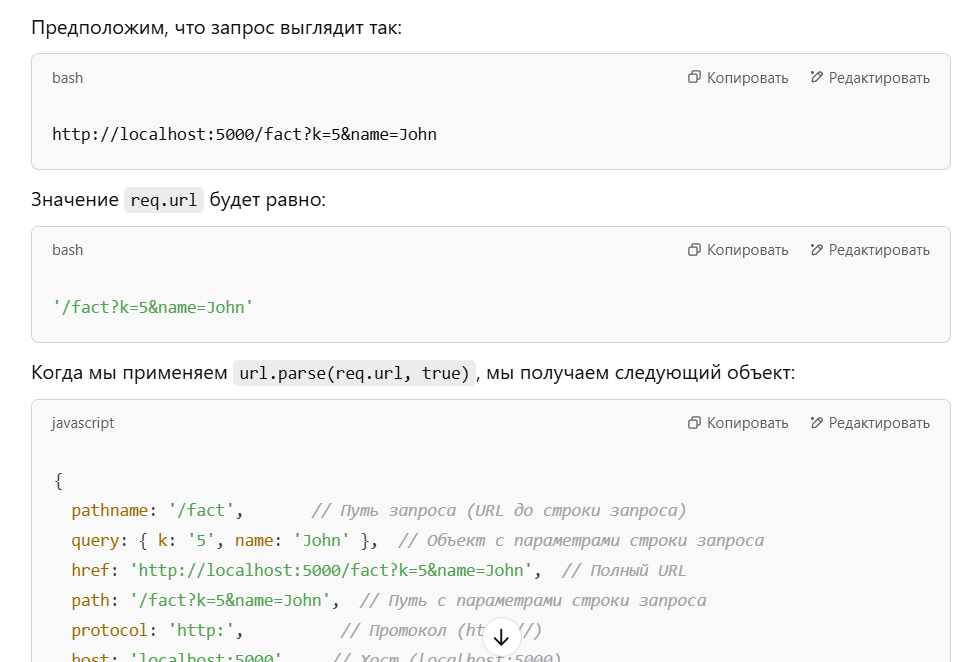 Предположим, что запрос выглядит так:
bash Копировать Редактировать
http://localhost:5000/fact?k=5&name=John
Значение req.url будет равно:
bash Копировать Редактировать
'/fact?k=5&name=John'
Когда мы применяем url.parse(req.url, true), мы получаем следующий объект:
javascript Копировать Редактировать
{
  pathname: '/fact',       // Путь запроса (URL до строки запроса)
  query: { k: '5', name: 'John' },  // Объект с параметрами строки запроса
  href: 'http://localhost:5000/fact?k=5&name=John',  // Полный URL
  path: '/fact?k=5&name=John',  // Путь с параметрами строки запроса
  protocol: 'http:',          // Протокол
  host: 'localhost:5000'     // Хост (localhost:5000)